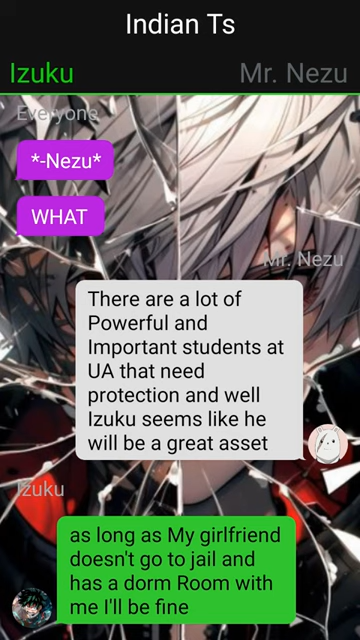 Indian Ts
Izuku Mr. Nezu
Everyone
*-Nezu*
WHAT
Mr. Nezu
There are a lot of
Powerful and
Important students at
UA that need
protection and well
Izuku seems like he
will be a great asset
Izuku
as long as My girlfriend
doesn't go to jail and
has a dorm Room with
me I'll be fine